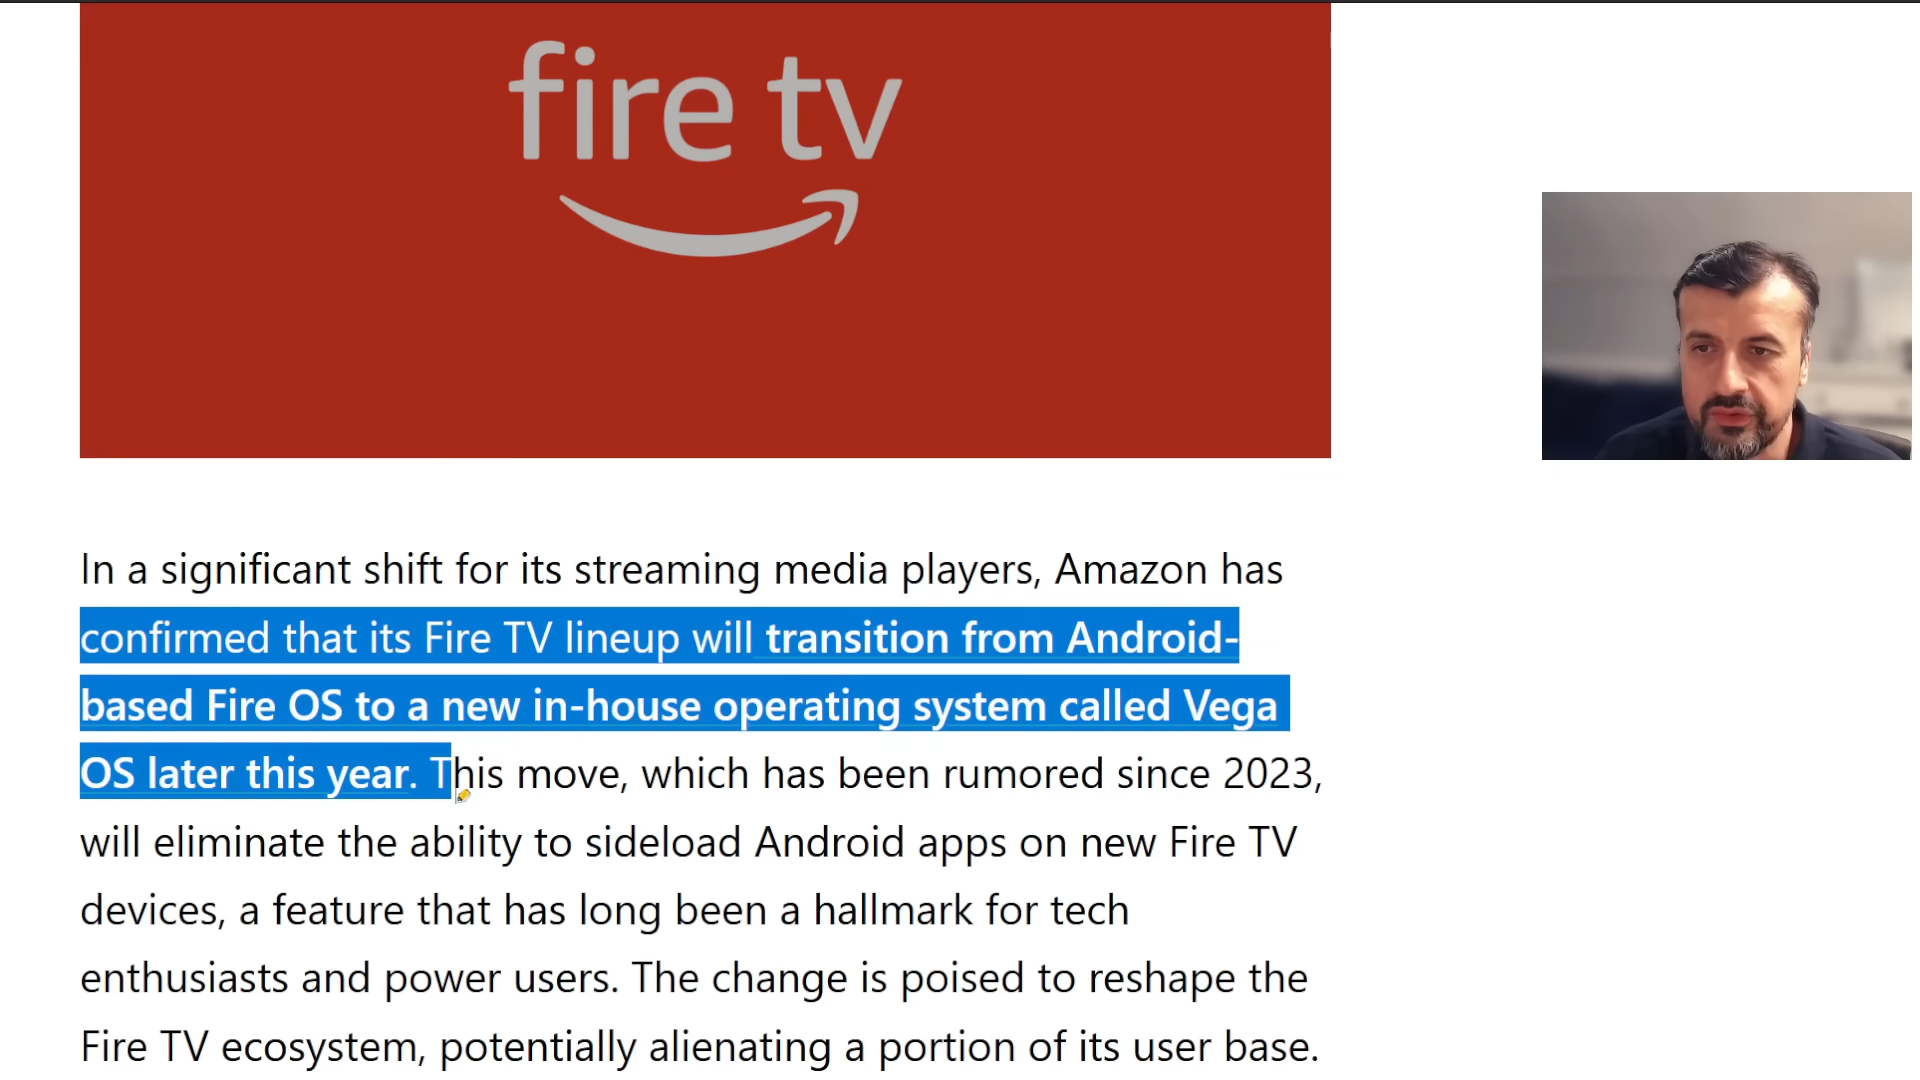 fire tv
In a significant shift for its streaming media players, Amazon has
confirmed that its Fire TV lineup will transition from Android-
based Fire OS to a new in-house operating system called Vega
OS later this year. This move, which has been rumored since 2023,
will eliminate the ability to sideload Android apps on new Fire TV
devices, a feature that has long been a hallmark for tech
enthusiasts and power users. The change is poised to reshape the
Fire TV ecosystem, potentially alienating a portion of its user base.